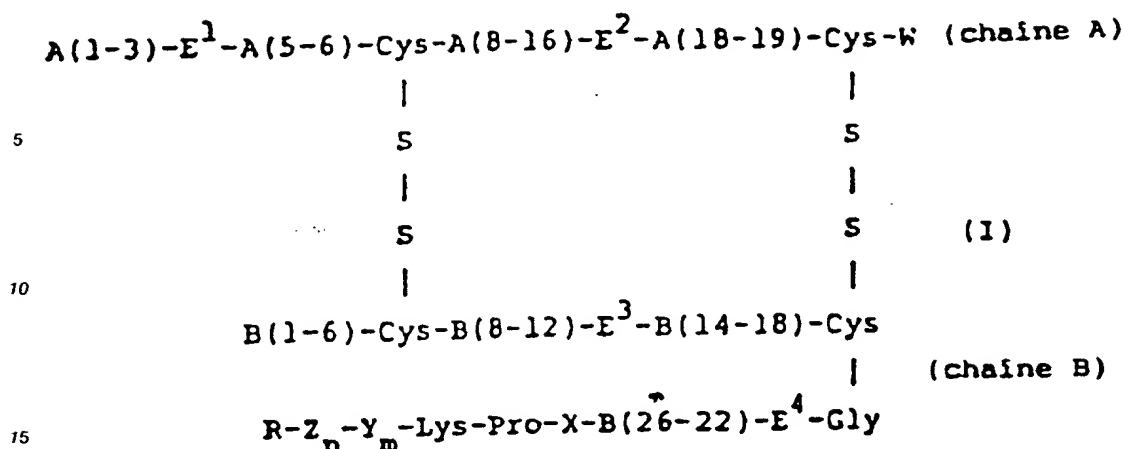 A(1-3)-E¹-A(5-6)-Cys-A(8-16)-E²-A(18-19)-Cys-W (chaine A)
| |
5 S S
| |
S S (I)
10 | |
B(1-6)-Cys-B(8-12)-E³-B(14-18)-Cys
| (chaîne B)
15 R-Zₙ-Yₘ-Lys-Pro-X-B(26-22)-E⁴-Gly